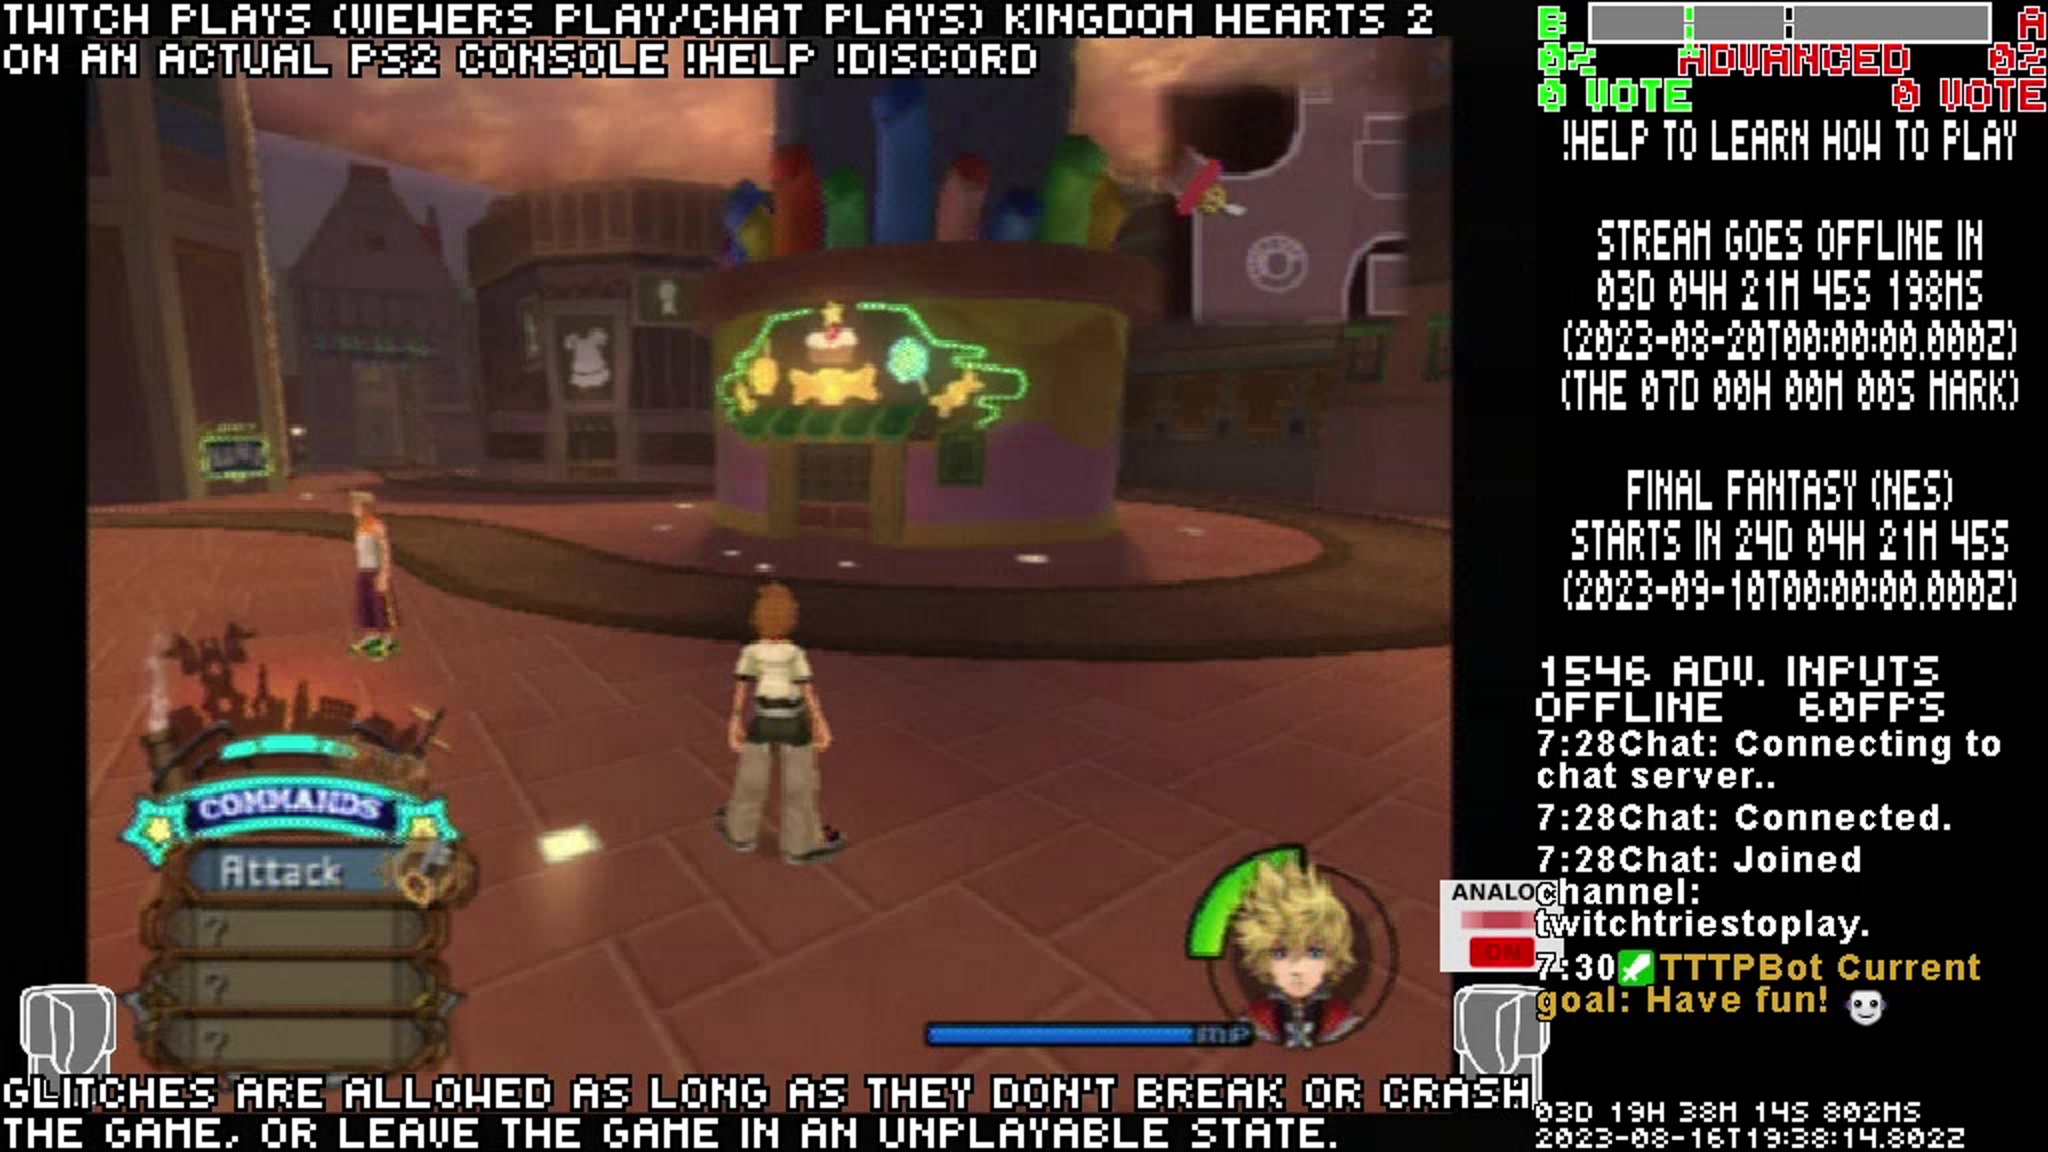 TWITCH PLAYS (VIEWERS PLAY/CHAT PLAYS) KINGDOM HEARTS 2
ON AN ACTUAL PS2 CONSOLE !HELP !DISCORD
B A
0% ADVANCED 0%
0 VOTE 0 VOTE
!HELP TO LEARN HOW TO PLAY
STREAM GOES OFFLINE IN
03D 04H 21M 45S 198MS
(2023-08-20T00:00:00.000Z)
(THE 07D 00H 00M 00S MARK)
FINAL FANTASY (NES)
STARTS IN 24D 04H 21M 45S
(2023-09-10T00:00:00.000Z)
1546 ADV. INPUTS
OFFLINE 60FPS
7:28Chat: Connecting to
chat server..
7:28Chat: Connected.
7:28Chat: Joined
channel:
twitchtriestoplay.
7:30 TTTPBot Current
goal: Have fun!
COMMANDS
Attack
?
?
?
MP
ANALO
ON
GLITCHES ARE ALLOWED AS LONG AS THEY DON'T BREAK OR CRASH
THE GAME, OR LEAVE THE GAME IN AN UNPLAYABLE STATE.
03D 19H 38M 14S 802MS
2023-08-16T19:38:14.802Z